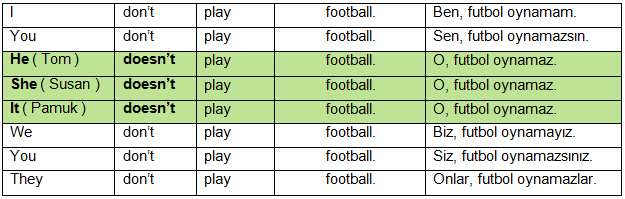 I don’t play football. Ben, futbol oynamam.
You don’t play football. Sen, futbol oynamazsın.
He ( Tom ) doesn’t play football. O, futbol oynamaz.
She ( Susan ) doesn’t play football. O, futbol oynamaz.
It ( Pamuk ) doesn’t play football. O, futbol oynamaz.
We don’t play football. Biz, futbol oynamayız.
You don’t play football. Siz, futbol oynamazsınız.
They don’t play football. Onlar, futbol oynamazlar.